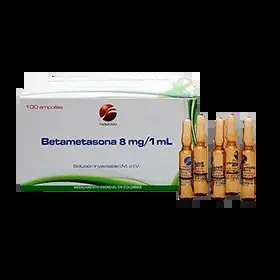 100 ampollas
Betametasona 8 mg/1 mL
Solución Inyectable I.M. o I.V.
MEDICAMENTO ESENCIAL EN COLOMBIA